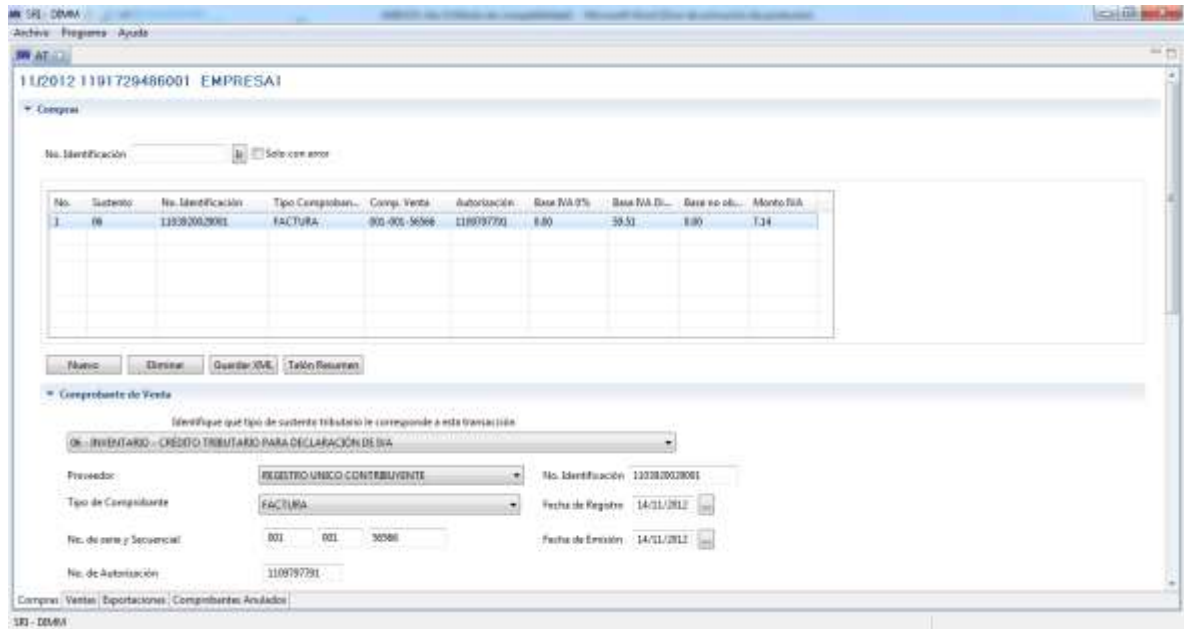 SRI - DIMM
Archivo Programa Ayuda
AT
11/2012 1191729486001 EMPRESA1
Compras
No. Identificación
Solo con error
No. Sustento No. Identificación Tipo Comproban... Comp. Venta Autorización Base IVA 0% Base IVA Di... Base no ob... Monto IVA
1 06 1103820028001 FACTURA 001-001-56566 1109797791 0.00 59.51 0.00 7.14
Nuevo Eliminar Guardar XML Talón Resumen
Comprobante de Venta
Identifique qué tipo de sustento tributario le corresponde a esta transacción
06 - INVENTARIO - CRÉDITO TRIBUTARIO PARA DECLARACIÓN DE IVA
Proveedor REGISTRO UNICO CONTRIBUYENTE No. Identificación 1103820028001
Tipo de Comprobante FACTURA Fecha de Registro 14/11/2012 ...
No. de serie y Secuencial 001 001 56566 Fecha de Emisión 14/11/2012 ...
No. de Autorización 1109797791
Compras Ventas Exportaciones Comprobantes Anulados
SRI - DIMM